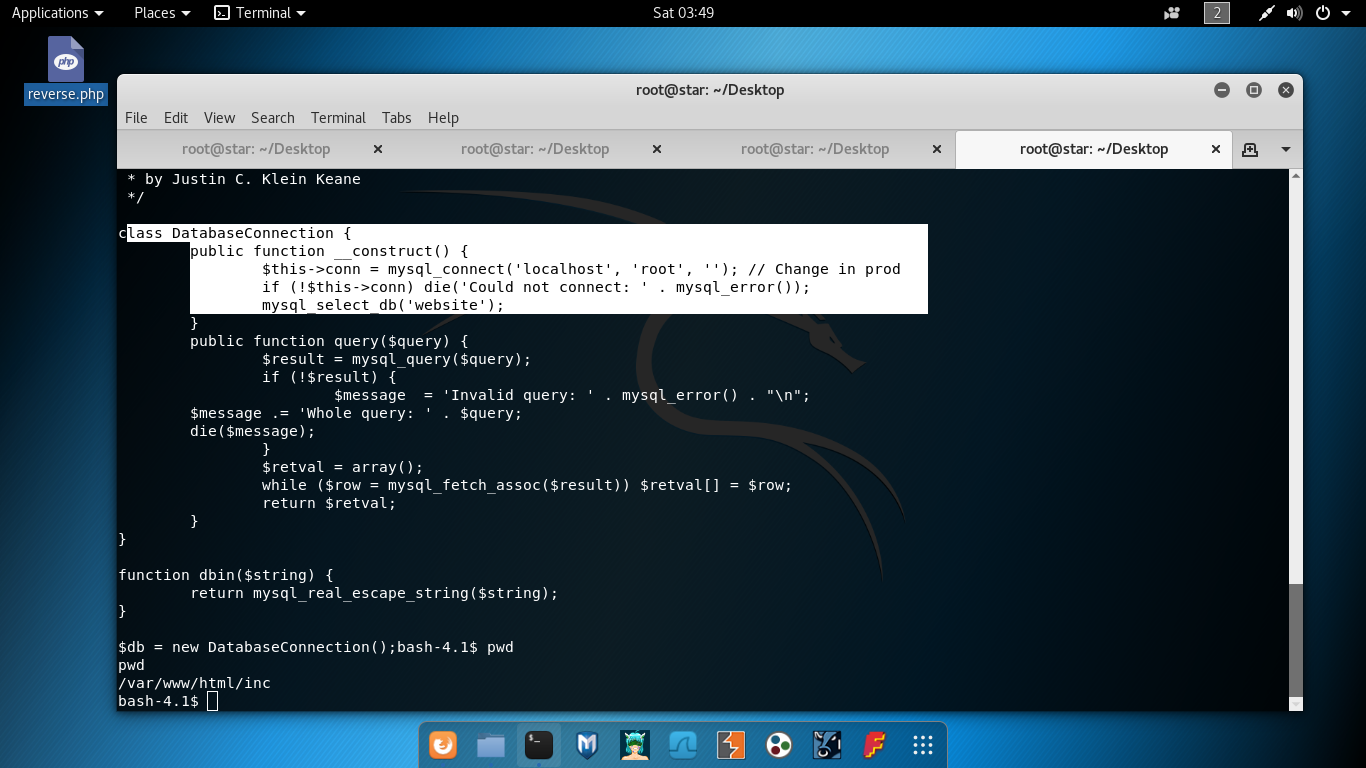 Applications Places Terminal Sat 03:49 2
php
reverse.php
root@star: ~/Desktop
File Edit View Search Terminal Tabs Help
root@star: ~/Desktop root@star: ~/Desktop root@star: ~/Desktop root@star: ~/Desktop
 * by Justin C. Klein Keane
 */
class DatabaseConnection {
        public function __construct() {
                $this->conn = mysql_connect('localhost', 'root', ''); // Change in prod
                if (!$this->conn) die('Could not connect: ' . mysql_error());
                mysql_select_db('website');
        }
        public function query($query) {
                $result = mysql_query($query);
                if (!$result) {
                        $message  = 'Invalid query: ' . mysql_error() . "\n";
        $message .= 'Whole query: ' . $query;
        die($message);
                }
                $retval = array();
                while ($row = mysql_fetch_assoc($result)) $retval[] = $row;
                return $retval;
        }
}
function dbin($string) {
        return mysql_real_escape_string($string);
}
$db = new DatabaseConnection();bash-4.1$ pwd
pwd
/var/www/html/inc
bash-4.1$